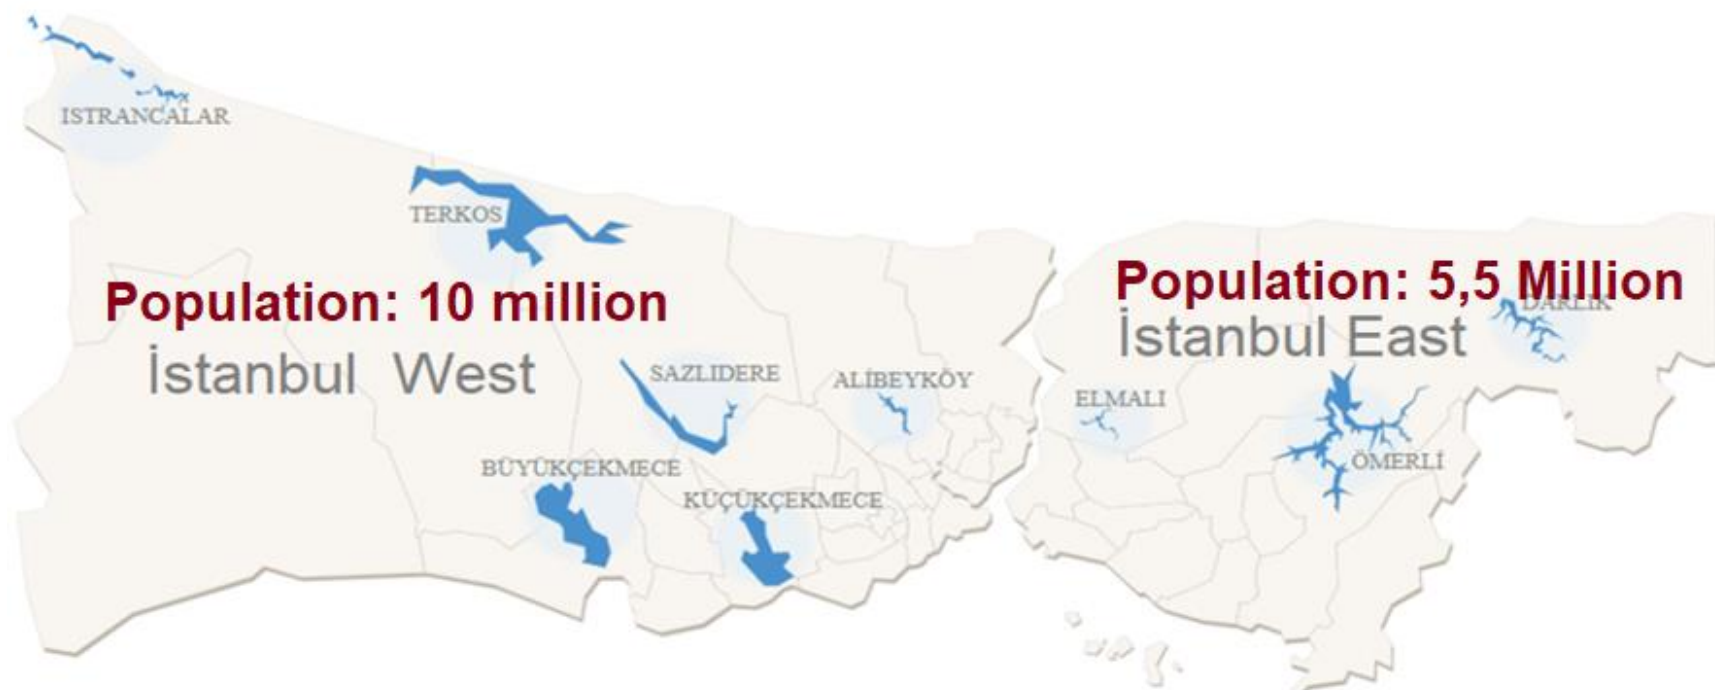 ISTRANCALAR
TERKOS
Population: 10 million
İstanbul West
SAZLIDERE
ALİBEYKÖY
BÜYÜKÇEKMECE
KÜÇÜKÇEKMECE
Population: 5,5 Million
DARLIK
İstanbul East
ELMALI
ÖMERLİ